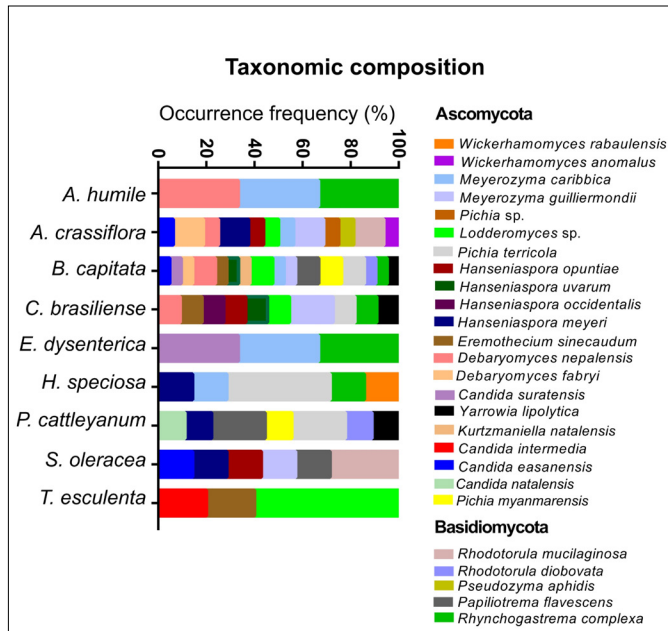 Taxonomic composition
Occurrence frequency (%)
0 20 40 60 80 100
A. humile
A. crassiflora
B. capitata
C. brasiliense
E. dysenterica
H. speciosa
P. cattleyanum
S. oleracea
T. esculenta
Ascomycota
Wickerhamomyces rabaulensis
Wickerhamomyces anomalus
Meyerozyma caribbica
Meyerozyma guilliermondii
Pichia sp.
Lodderomyces sp.
Pichia terricola
Hanseniaspora opuntiae
Hanseniaspora uvarum
Hanseniaspora occidentalis
Hanseniaspora meyeri
Eremothecium sinecaudum
Debaryomyces nepalensis
Debaryomyces fabryi
Candida suratensis
Yarrowia lipolytica
Kurtzmaniella natalensis
Candida intermedia
Candida easanensis
Candida natalensis
Pichia myanmarensis
Basidiomycota
Rhodotorula mucilaginosa
Rhodotorula diobovata
Pseudozyma aphidis
Papiliotrema flavescens
Rhynchogastrema complexa